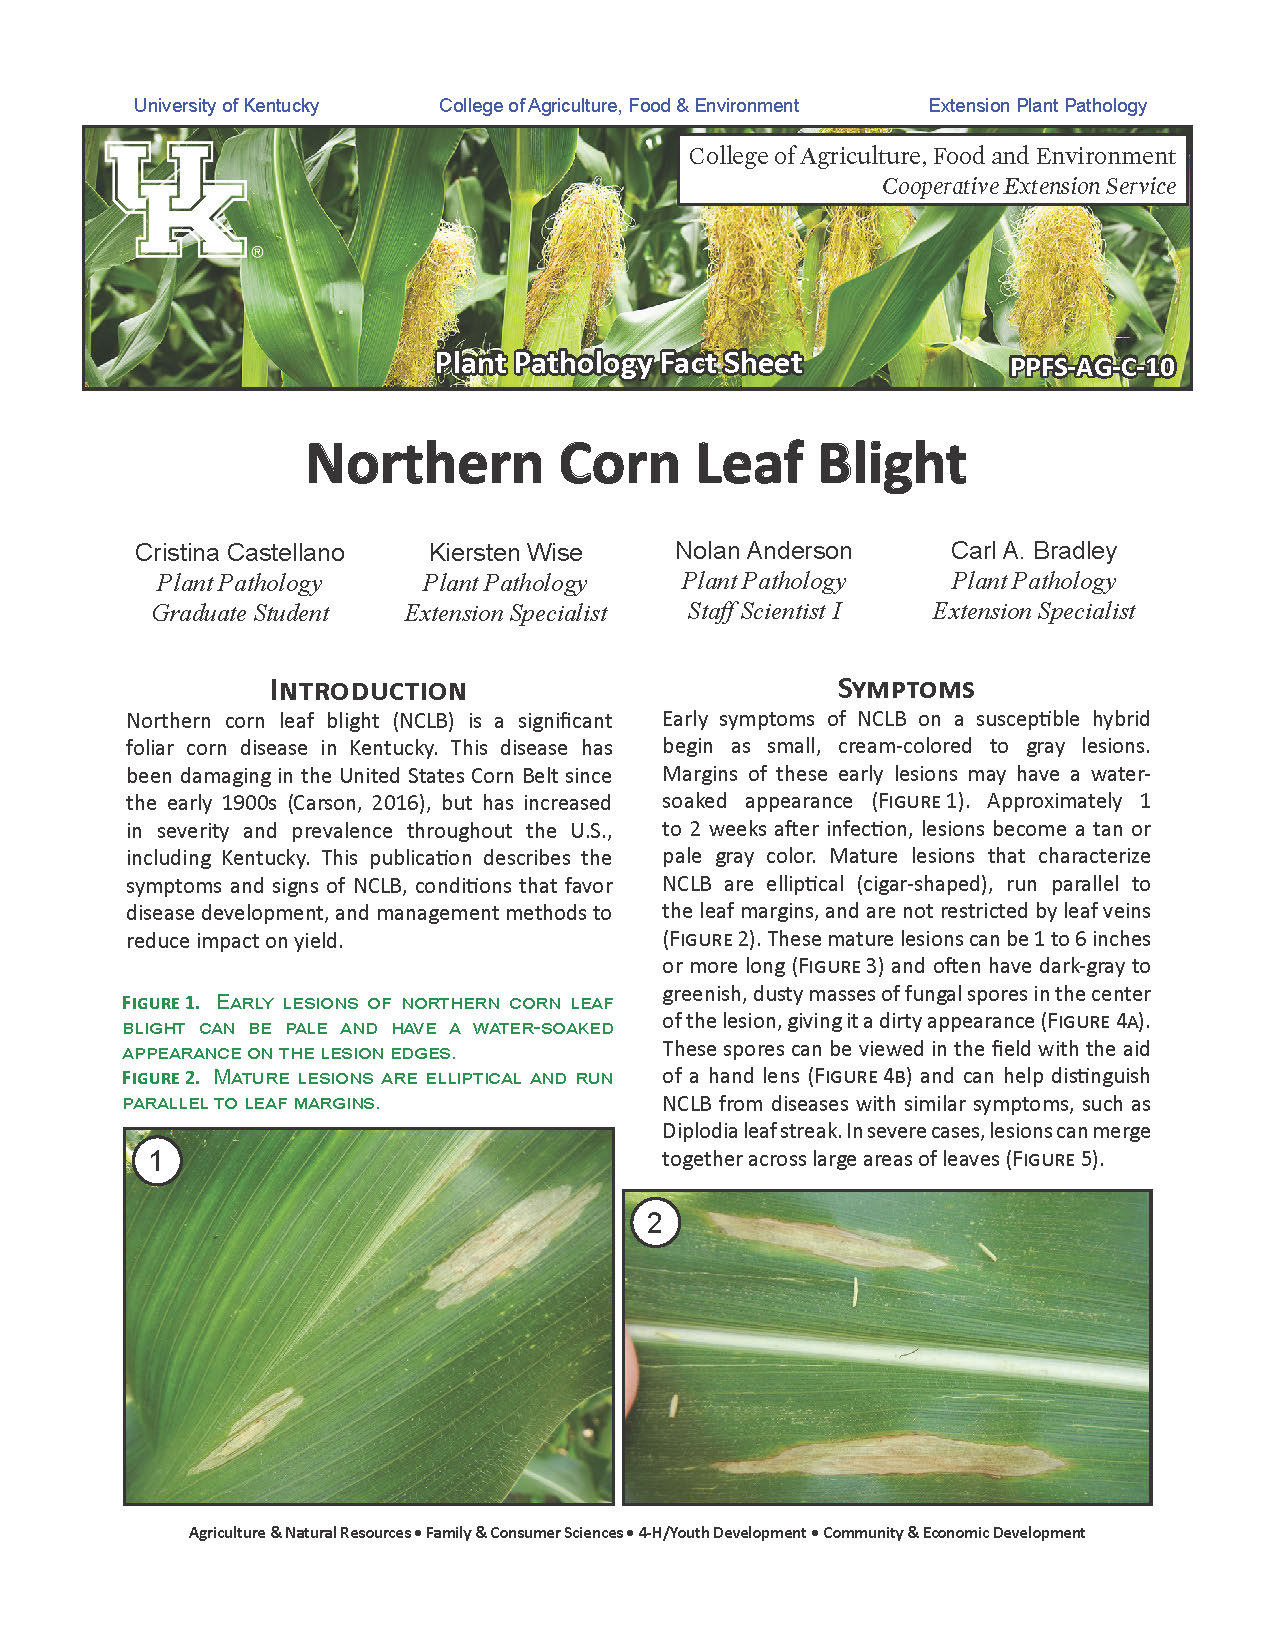 University of Kentucky College of Agriculture, Food & Environment Extension Plant Pathology
UK®
College of Agriculture, Food and Environment
Cooperative Extension Service
Plant Pathology Fact Sheet PPFS-AG-C-10
Northern Corn Leaf Blight
Cristina Castellano
Plant Pathology
Graduate Student
Kiersten Wise
Plant Pathology
Extension Specialist
Nolan Anderson
Plant Pathology
Staff Scientist I
Carl A. Bradley
Plant Pathology
Extension Specialist
Introduction
Northern corn leaf blight (NCLB) is a significant
foliar corn disease in Kentucky. This disease has
been damaging in the United States Corn Belt since
the early 1900s (Carson, 2016), but has increased
in severity and prevalence throughout the U.S.,
including Kentucky. This publication describes the
symptoms and signs of NCLB, conditions that favor
disease development, and management methods to
reduce impact on yield.
Figure 1. Early lesions of northern corn leaf
blight can be pale and have a water-soaked
appearance on the lesion edges.
Figure 2. Mature lesions are elliptical and run
parallel to leaf margins.
1
Symptoms
Early symptoms of NCLB on a susceptible hybrid
begin as small, cream-colored to gray lesions.
Margins of these early lesions may have a water-
soaked appearance (Figure 1). Approximately 1
to 2 weeks after infection, lesions become a tan or
pale gray color. Mature lesions that characterize
NCLB are elliptical (cigar-shaped), run parallel to
the leaf margins, and are not restricted by leaf veins
(Figure 2). These mature lesions can be 1 to 6 inches
or more long (Figure 3) and often have dark-gray to
greenish, dusty masses of fungal spores in the center
of the lesion, giving it a dirty appearance (Figure 4a).
These spores can be viewed in the field with the aid
of a hand lens (Figure 4b) and can help distinguish
NCLB from diseases with similar symptoms, such as
Diplodia leaf streak. In severe cases, lesions can merge
together across large areas of leaves (Figure 5).
2
Agriculture & Natural Resources • Family & Consumer Sciences • 4-H/Youth Development • Community & Economic Development